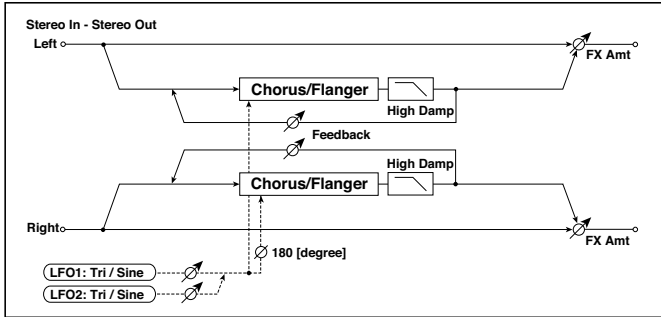 Stereo In - Stereo Out
Left
FX Amt
Chorus/Flanger
High Damp
Feedback
High Damp
Chorus/Flanger
Right
FX Amt
180 [degree]
LFO1: Tri / Sine
LFO2: Tri / Sine